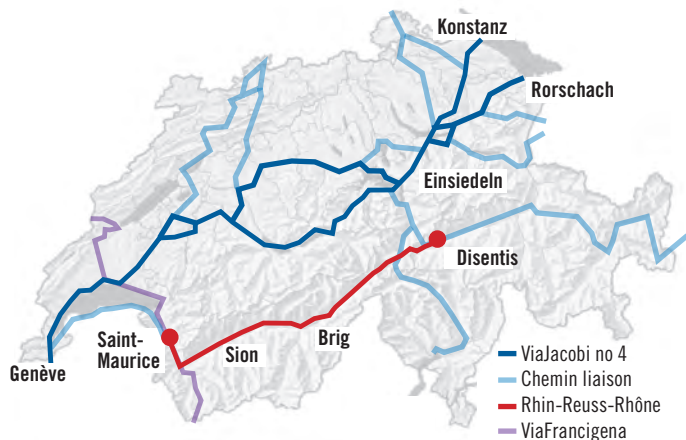 Konstanz
Rorschach
Einsiedeln
Disentis
Saint-
Maurice
Sion
Brig
Genève
ViaJacobi no 4
Chemin liaison
Rhin-Reuss-Rhône
ViaFrancigena